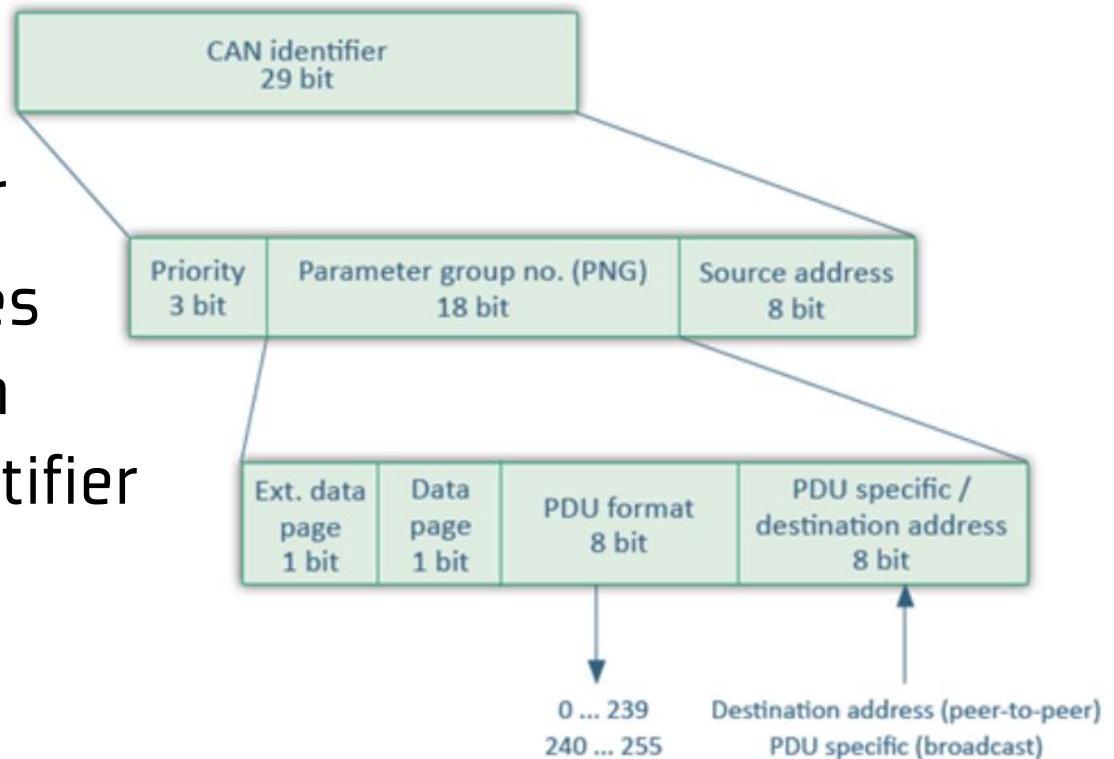 CAN identifier
29 bit
r
es
n
tifier
Priority
3 bit
Parameter group no. (PNG)
18 bit
Source address
8 bit
Ext. data
page
1 bit
Data
page
1 bit
PDU format
8 bit
PDU specific /
destination address
8 bit
0 ... 239 Destination address (peer-to-peer)
240 ... 255 PDU specific (broadcast)